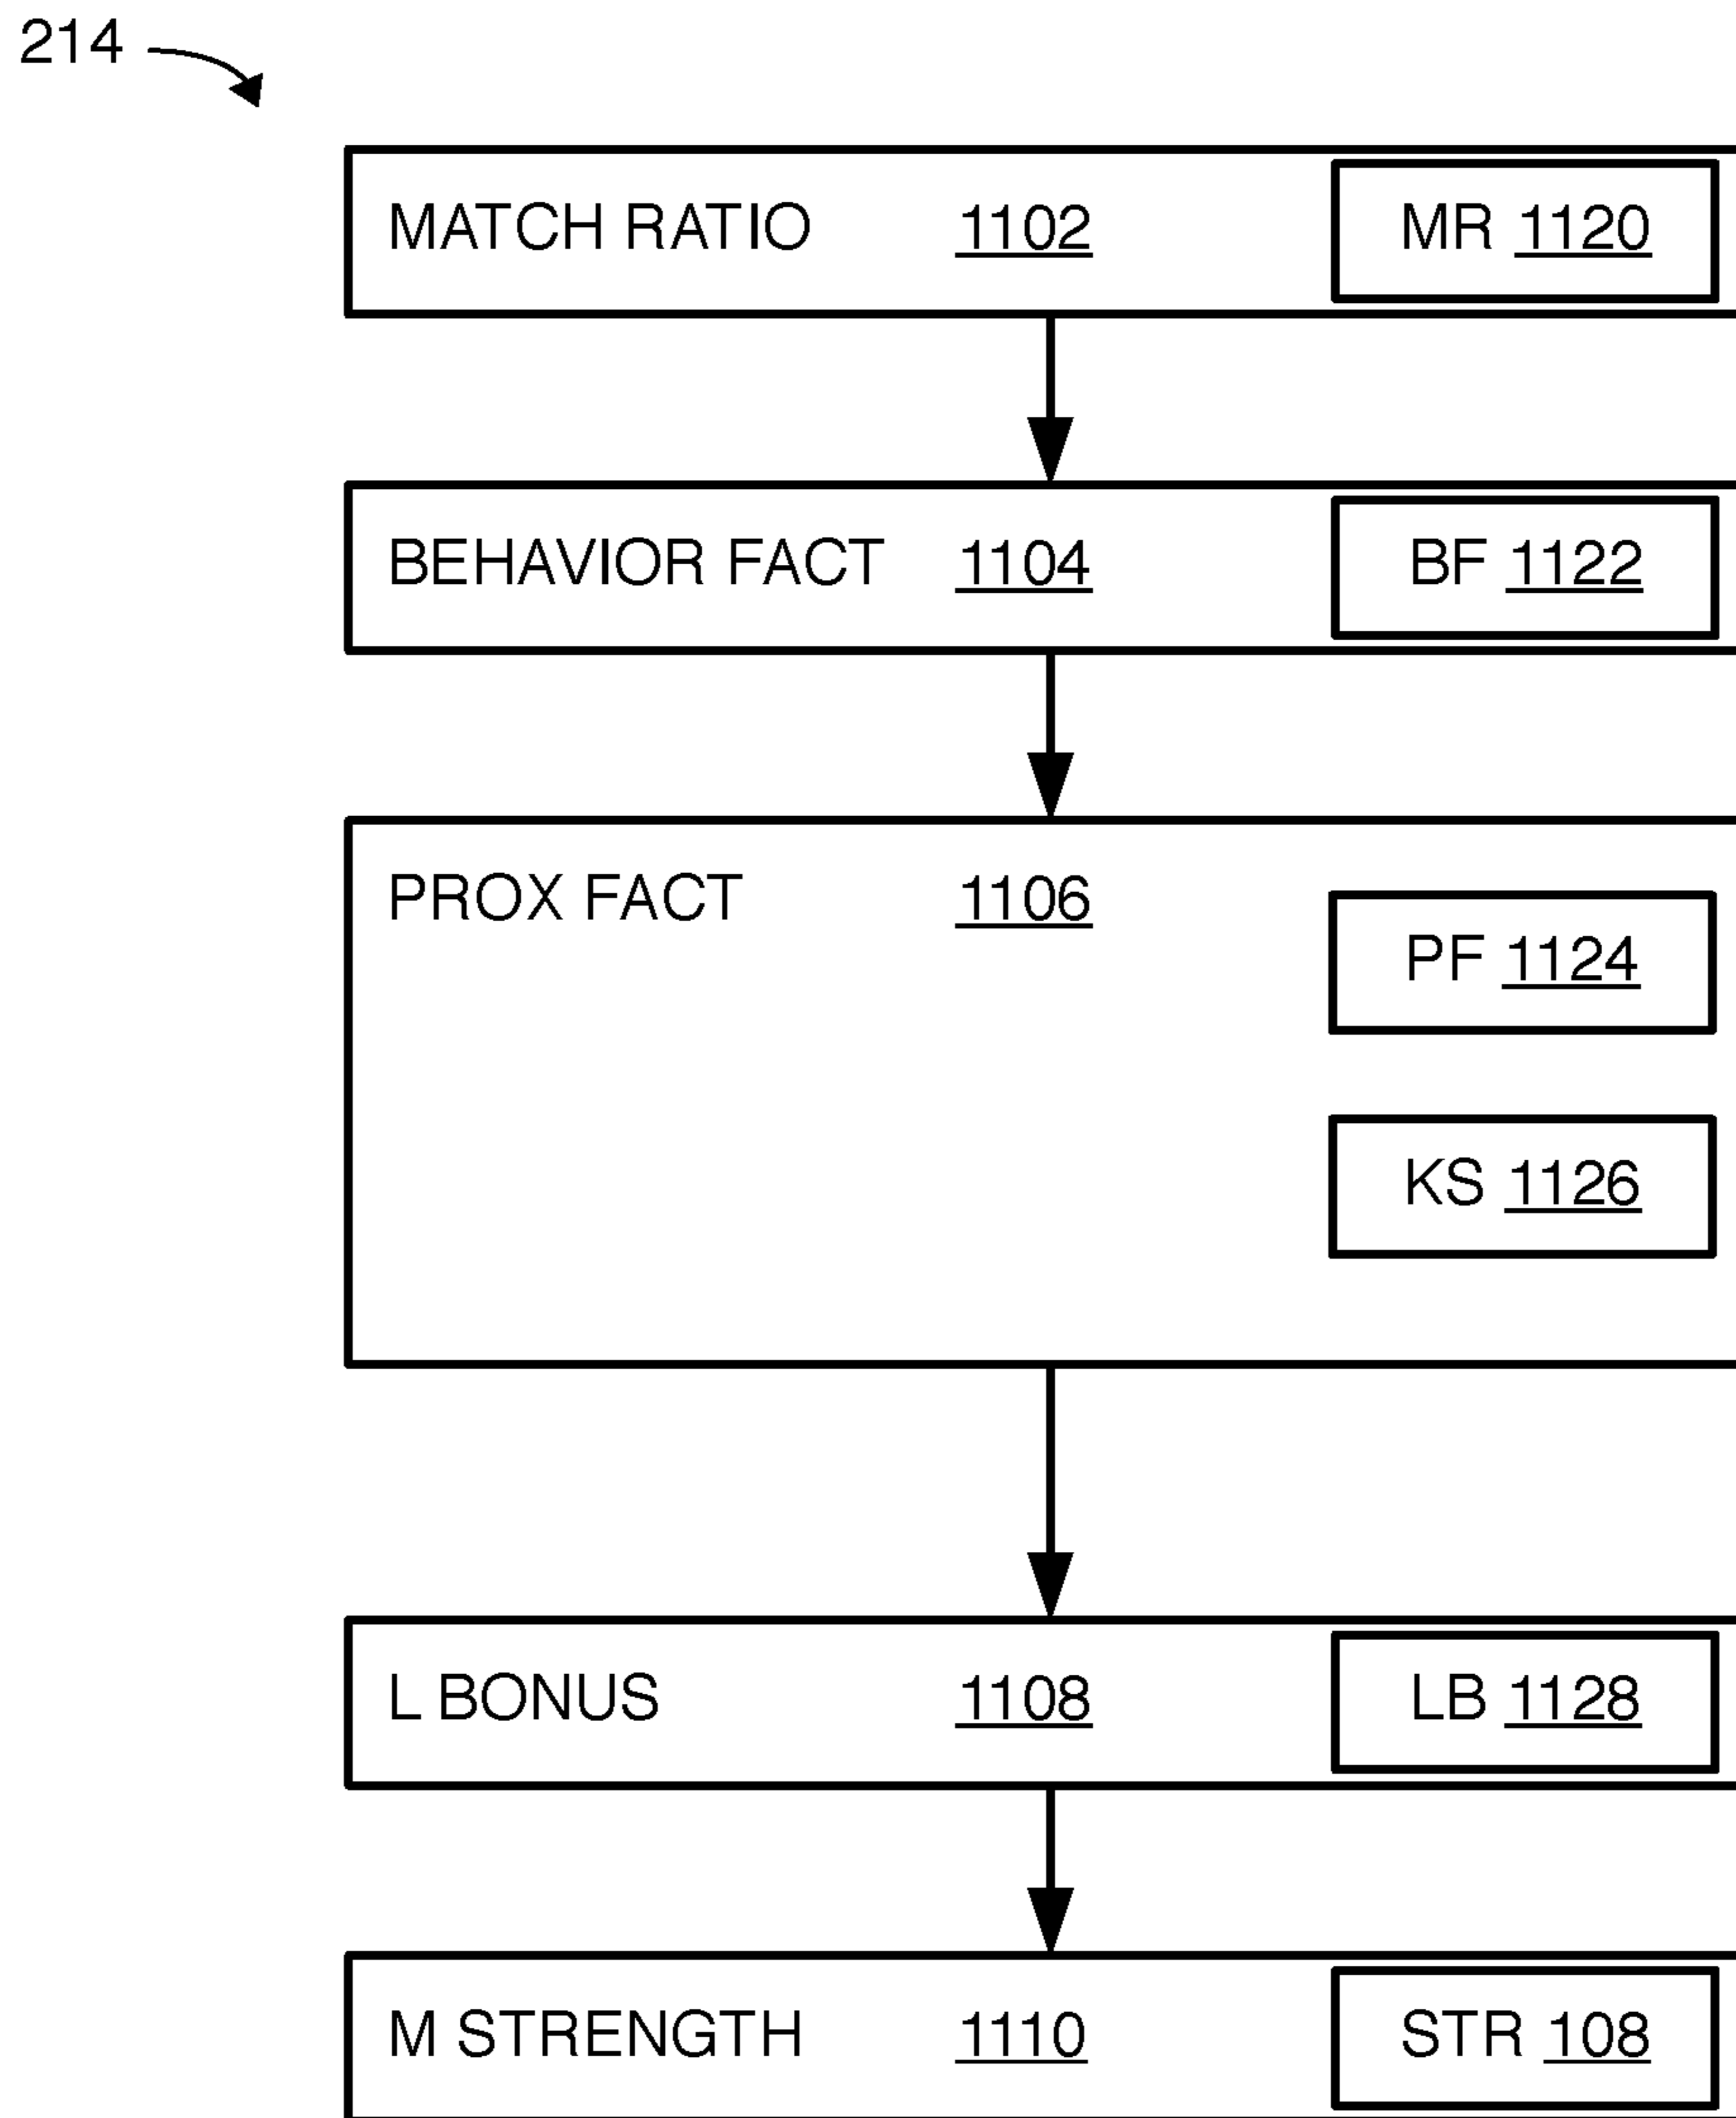 214
MATCH RATIO 1102 MR 1120
BEHAVIOR FACT 1104 BF 1122
PROX FACT 1106
PF 1124
KS 1126
L BONUS 1108 LB 1128
M STRENGTH 1110 STR 108